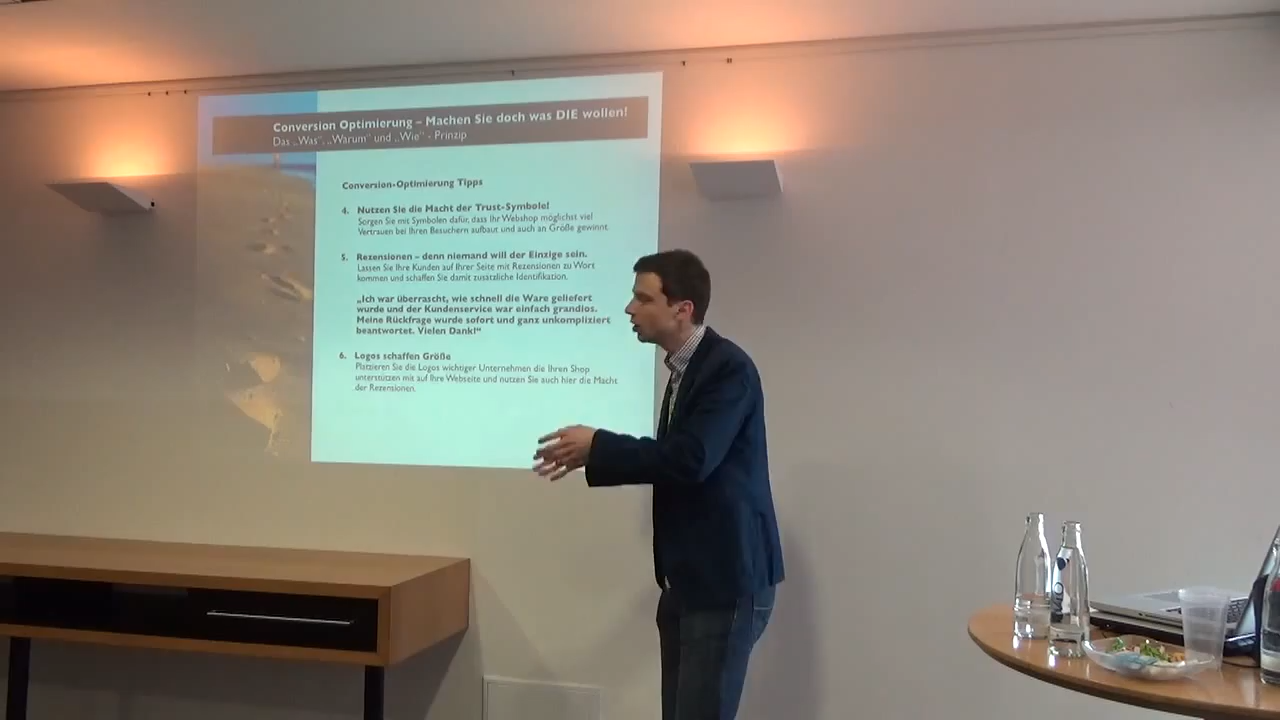 Conversion Optimierung – Machen Sie doch was DIE wollen!
Das „Was“, „Warum“ und „Wie“ - Prinzip
Conversion-Optimierung Tipps
4. Nutzen Sie die Macht der Trust-Symbole!
Sorgen Sie mit Symbolen dafür, dass Ihr Webshop möglichst viel
Vertrauen bei Ihren Besuchern aufbaut und auch an Größe gewinnt.
5. Rezensionen – denn niemand will der Einzige sein.
Lassen Sie Ihre Kunden auf Ihrer Seite mit Rezensionen zu Wort
kommen und schaffen Sie damit zusätzliche Identifikation.
„Ich war überrascht, wie schnell die Ware geliefert
wurde und der Kundenservice war einfach grandios.
Meine Rückfrage wurde sofort und ganz unkompliziert
beantwortet. Vielen Dank!“
6. Logos schaffen Größe
Platzieren Sie die Logos wichtiger Unternehmen die Ihren Shop
unterstützen mit auf Ihre Webseite und nutzen Sie auch hier die Macht
der Rezensionen.